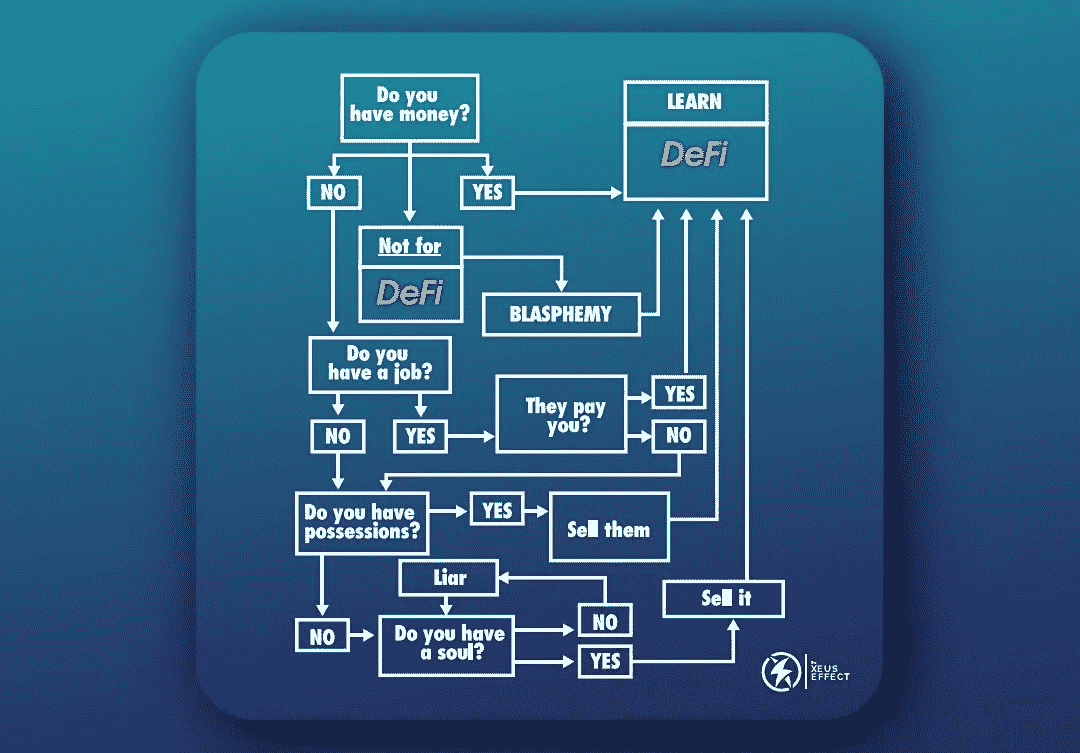 Do you
have money?
LEARN
DeFi
NO
YES
Not for
DeFi
BLASPHEMY
Do you
have a job?
They pay
you?
YES
NO
YES
NO
Do you have
possessions?
YES
Sell them
Liar
Sell it
NO
Do you have
a soul?
NO
YES
XEUS
EFFECT